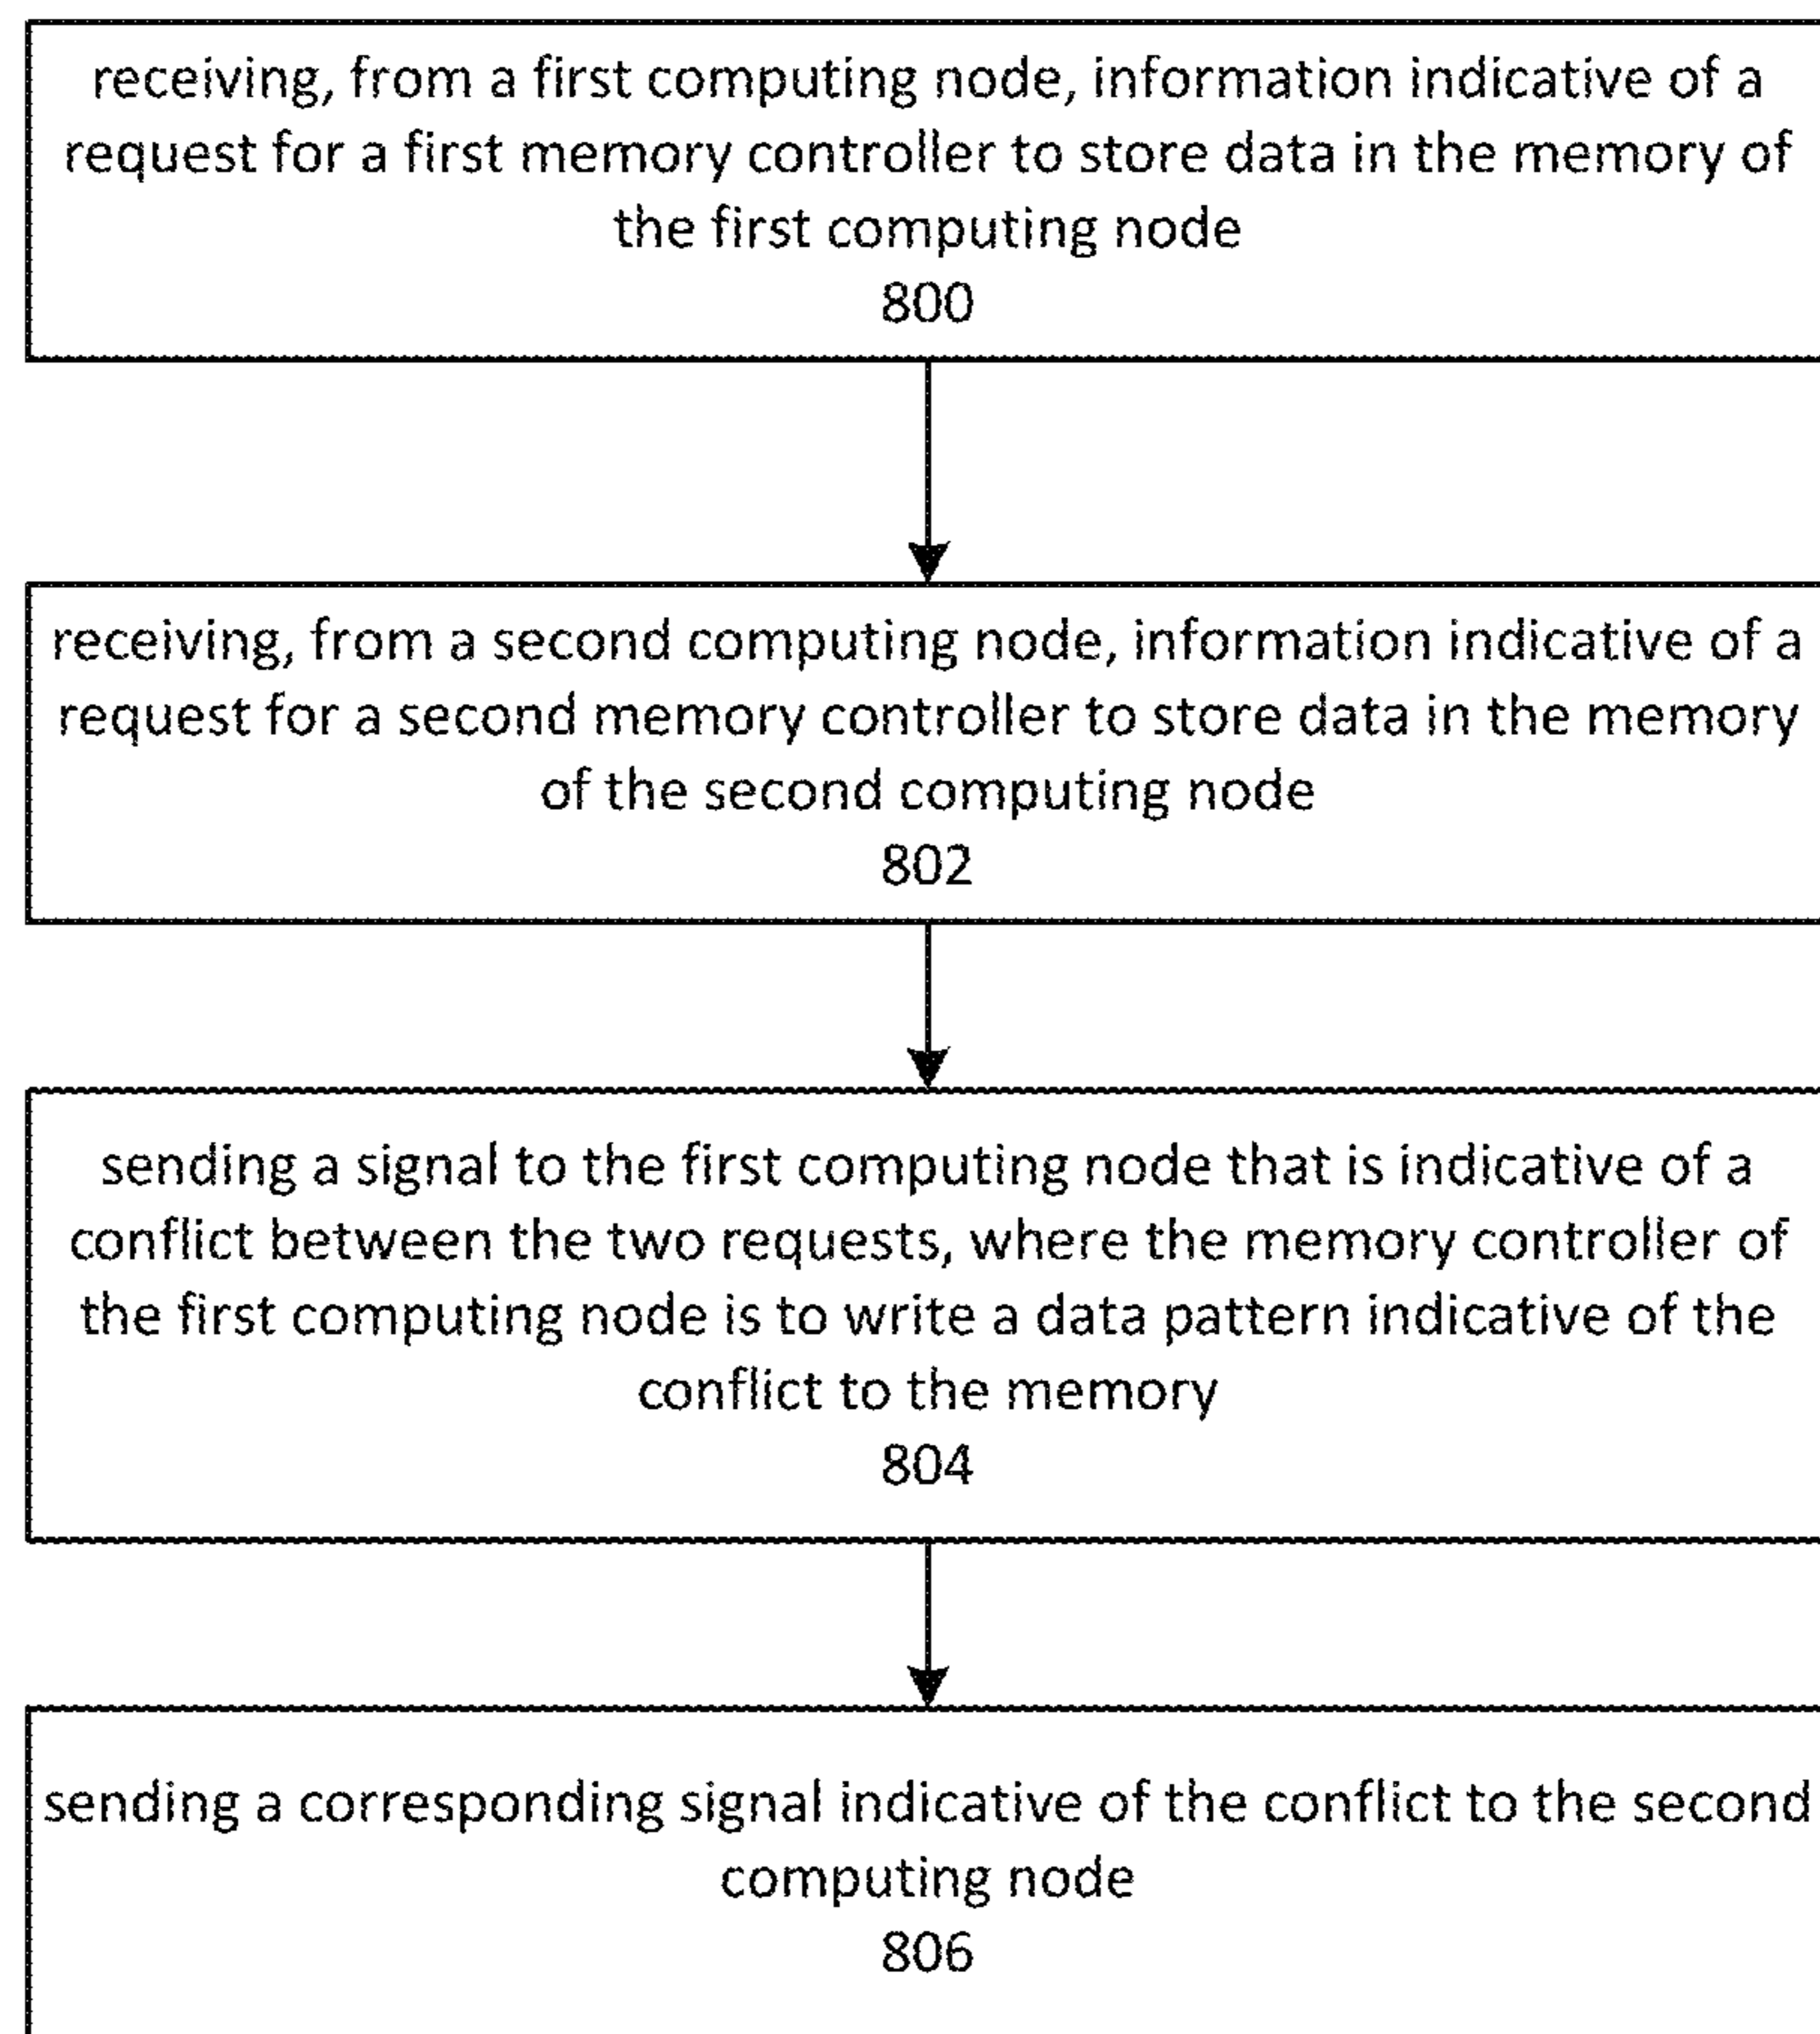 receiving, from a first computing node, information indicative of a
request for a first memory controller to store data in the memory of
the first computing node
800
receiving, from a second computing node, information indicative of a
request for a second memory controller to store data in the memory
of the second computing node
802
sending a signal to the first computing node that is indicative of a
conflict between the two requests, where the memory controller of
the first computing node is to write a data pattern indicative of the
conflict to the memory
804
sending a corresponding signal indicative of the conflict to the second
computing node
806